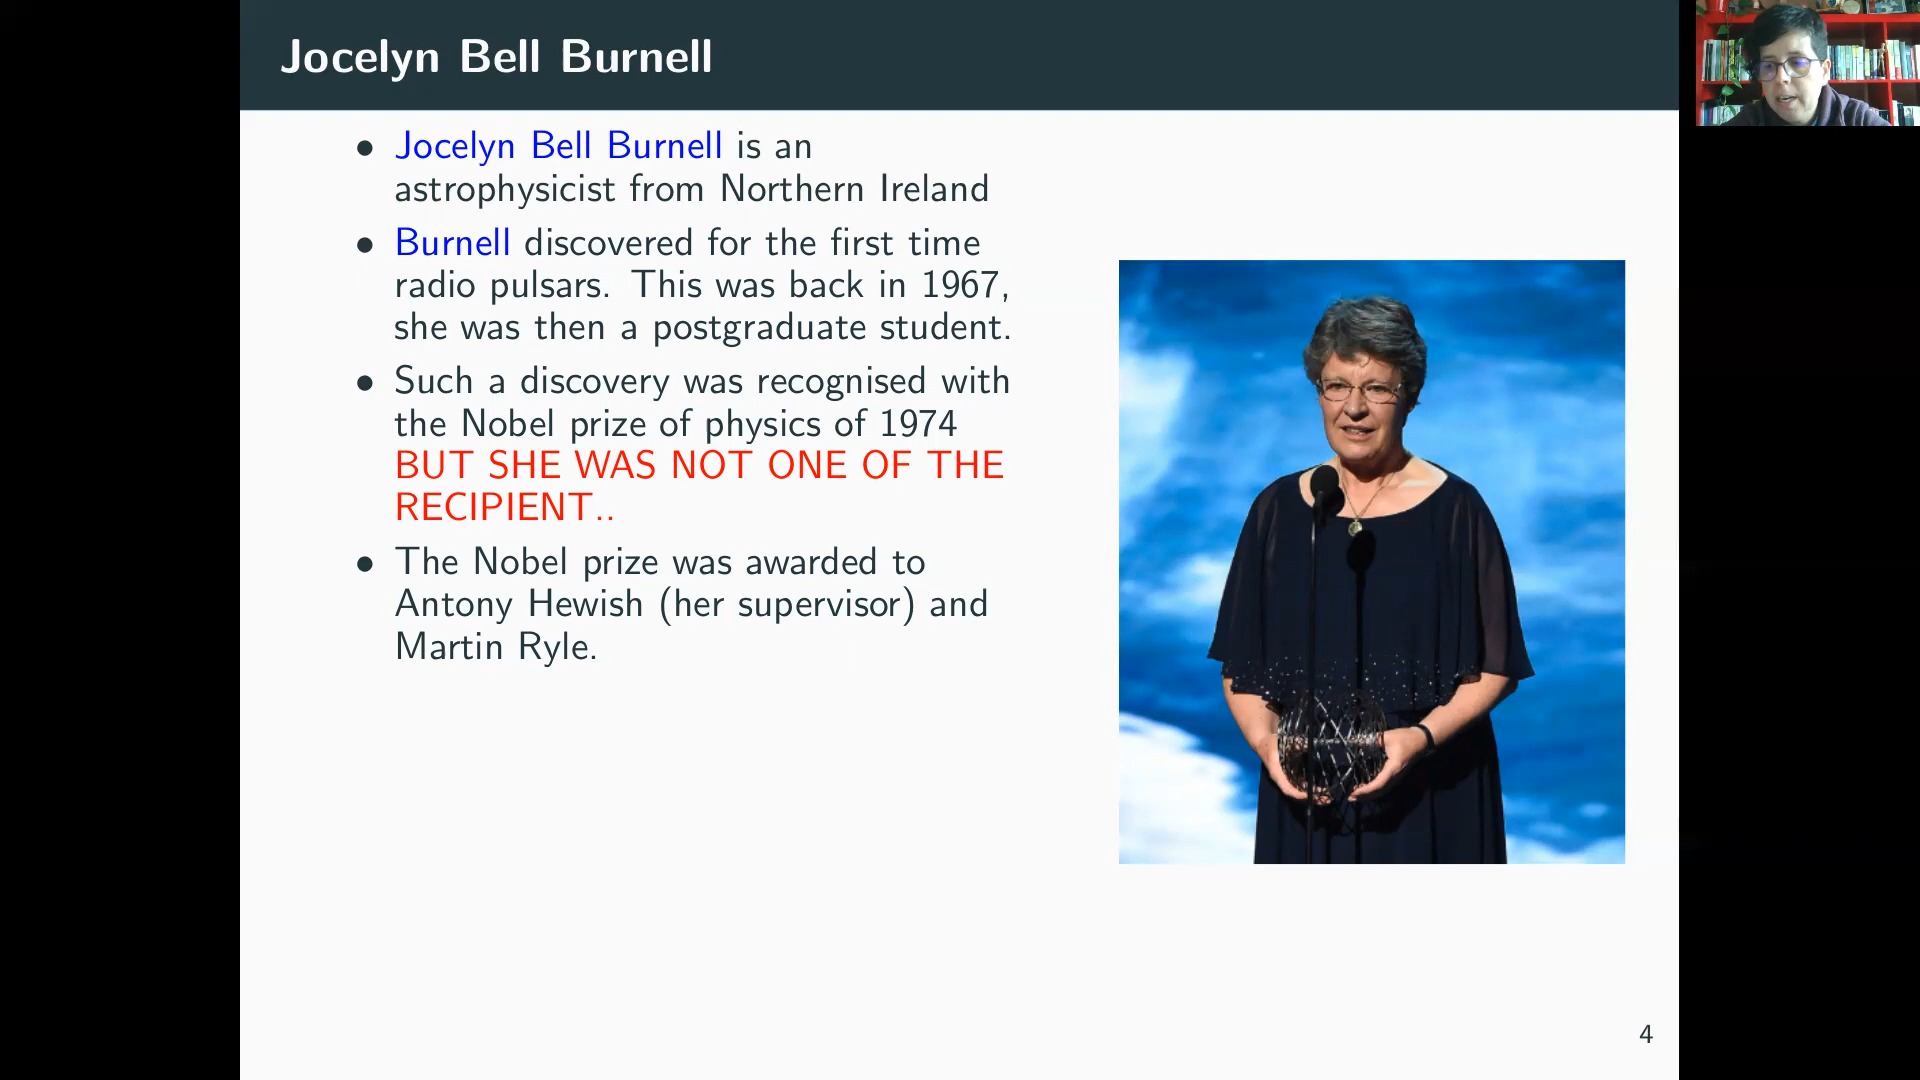 Jocelyn Bell Burnell
• Jocelyn Bell Burnell is an
astrophysicist from Northern Ireland
• Burnell discovered for the first time
radio pulsars. This was back in 1967,
she was then a postgraduate student.
• Such a discovery was recognised with
the Nobel prize of physics of 1974
BUT SHE WAS NOT ONE OF THE
RECIPIENT..
• The Nobel prize was awarded to
Antony Hewish (her supervisor) and
Martin Ryle.
4